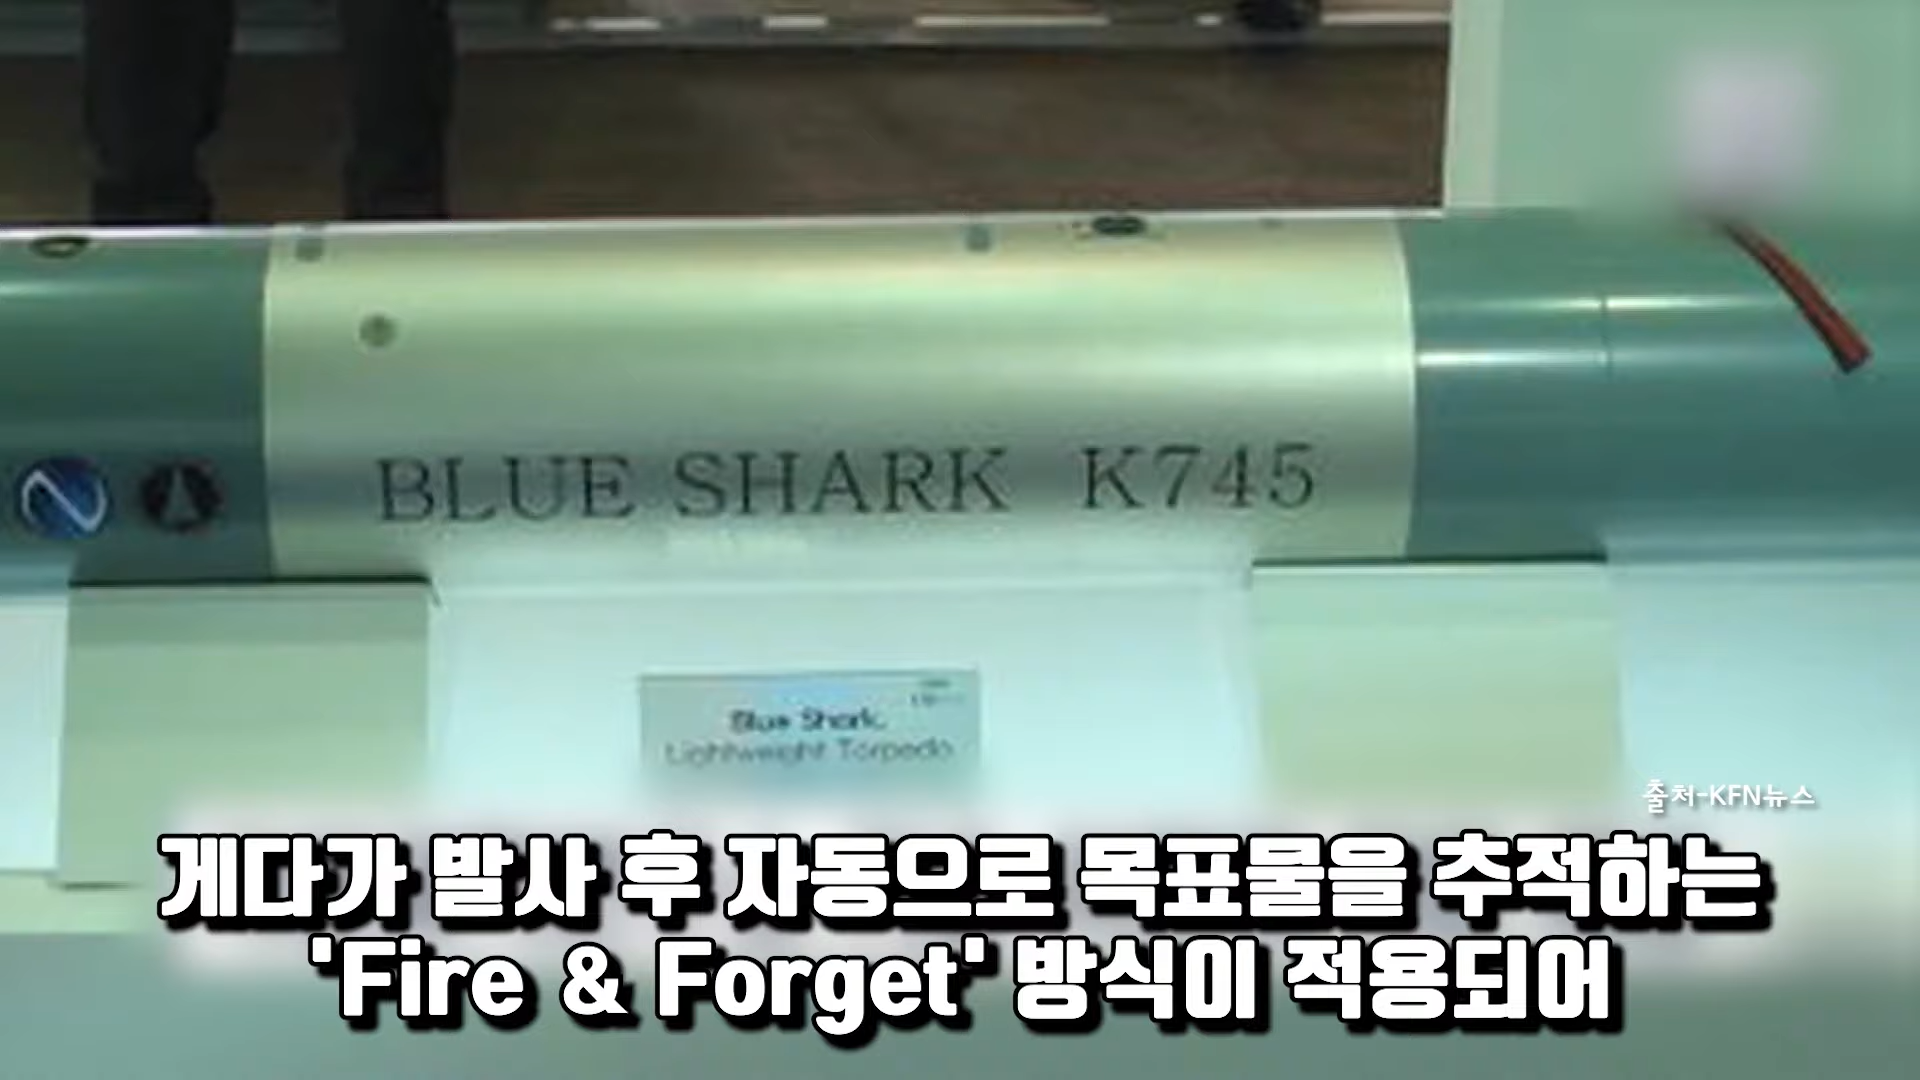 BLUE SHARK K745
Blue Shark
Lightweight Torpedo
출처-KFN뉴스
게다가 발사 후 자동으로 목표물을 추적하는
'Fire & Forget' 방식이 적용되어